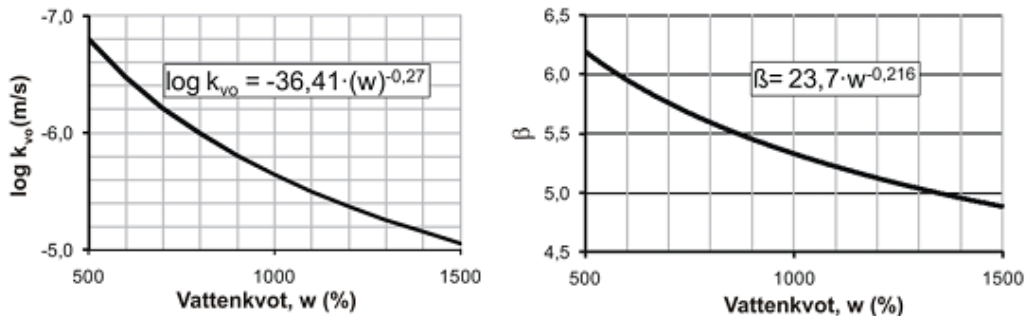 -7,0
log k_vo = -36,41·(w)^-0,27
-6,0
-5,0
log k_vo (m/s)
500 1000 1500
Vattenkvot, w (%)
6,5
6,0
ß= 23,7·w^-0,216
5,5
5,0
4,5
β
500 1000 1500
Vattenkvot, w (%)